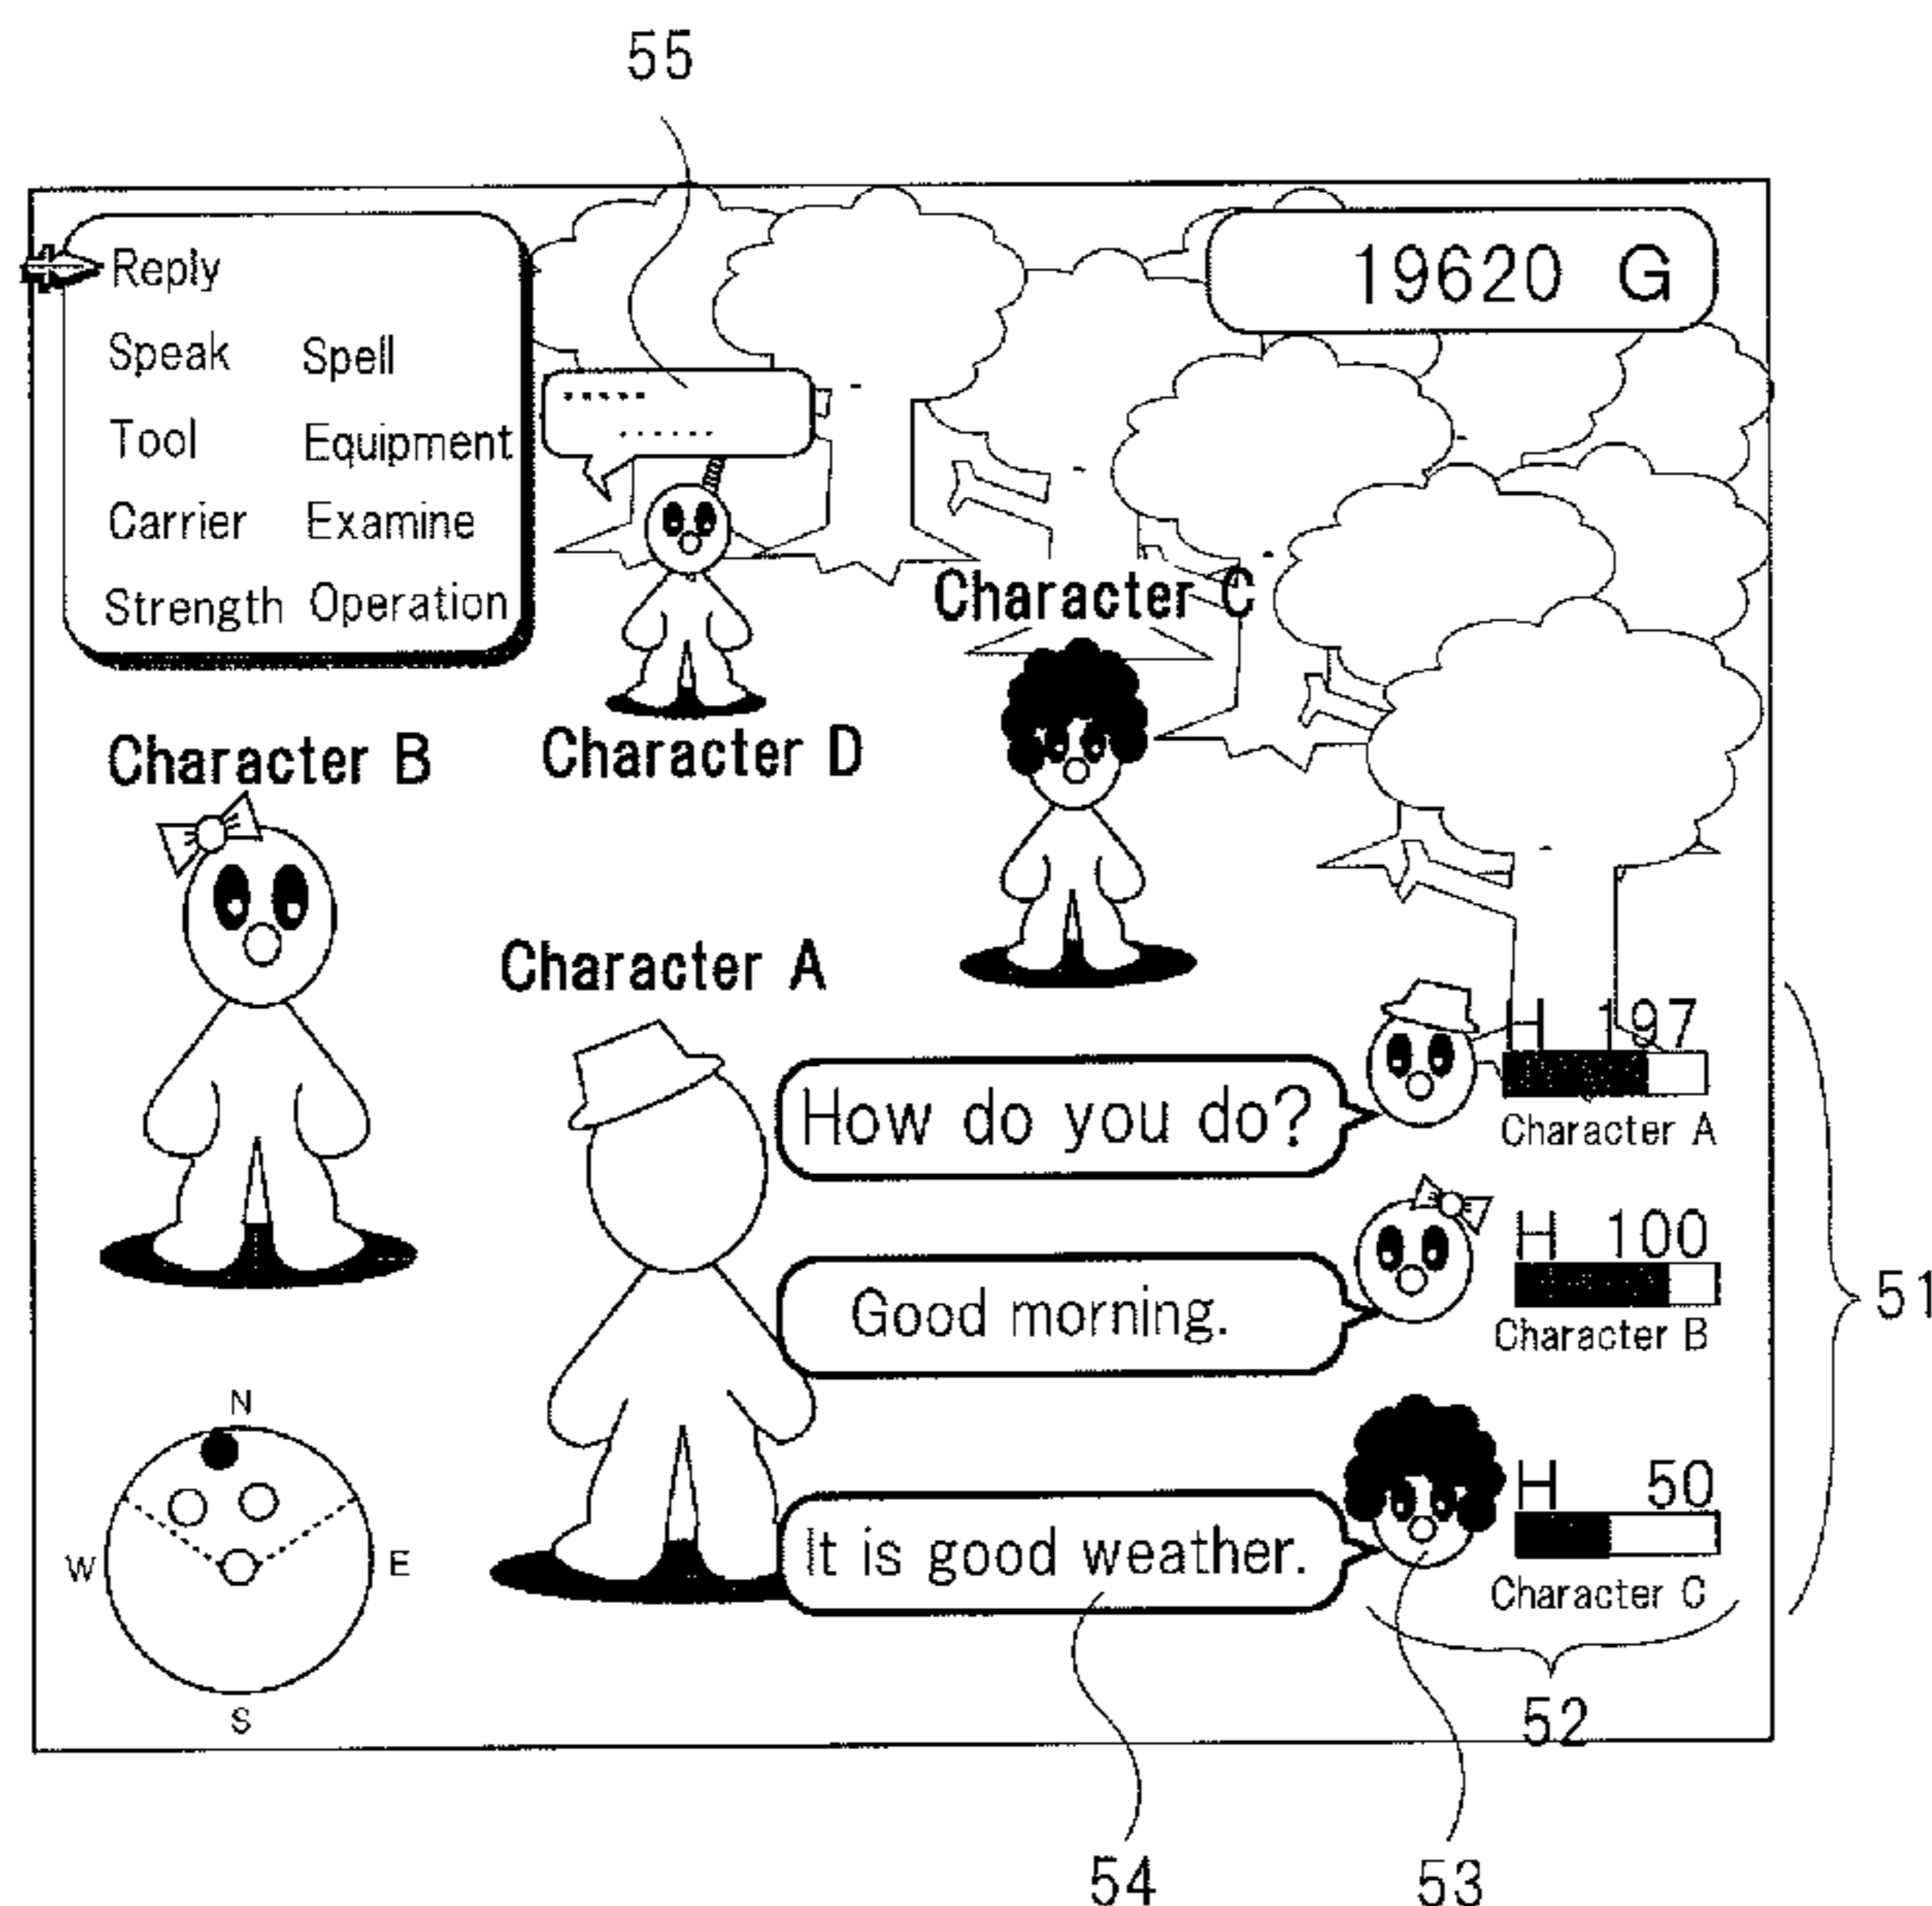 55
Reply
19620 G
Speak Spell
Tool Equipment
Carrier Examine
Strength Operation
Character C
Character B
Character D
Character A
H 197
How do you do?
Character A
H 100
Good morning.
Character B
51
N
H 50
It is good weather.
W E
Character C
S
52
54
53